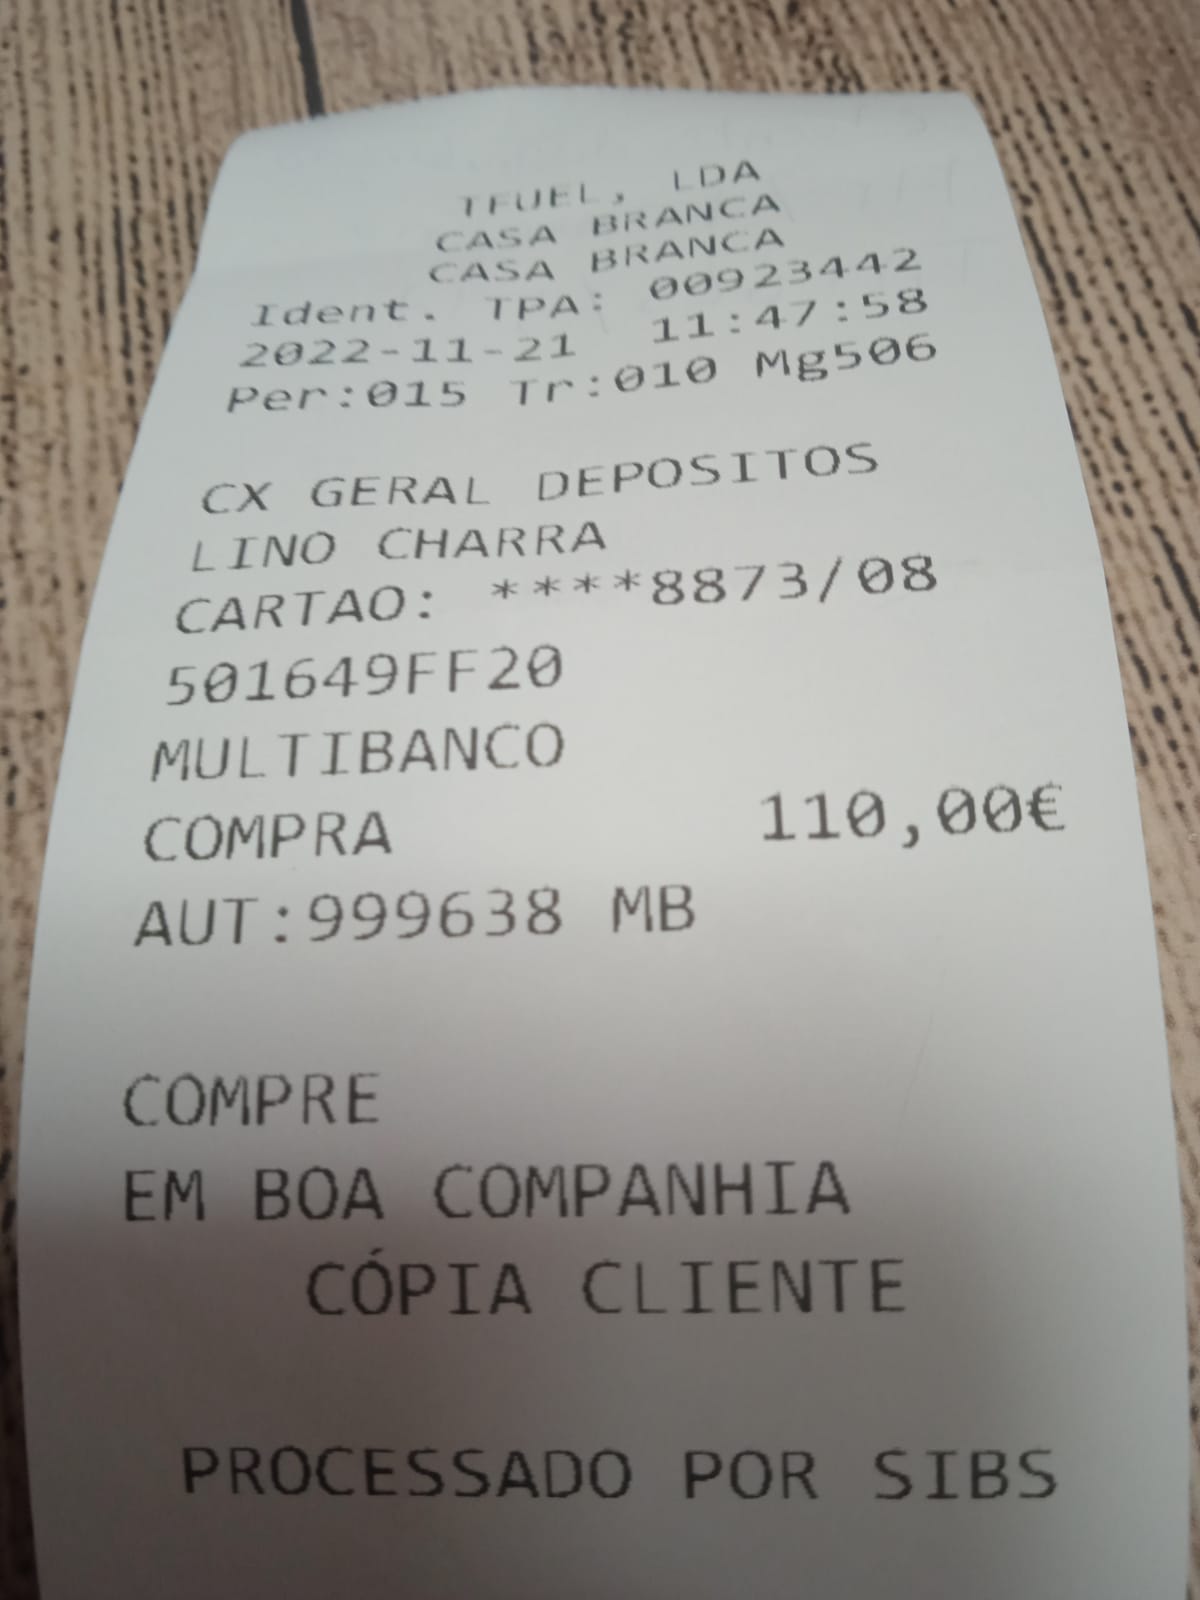 TFUEL, LDA
CASA BRANCA
CASA BRANCA
Ident. TPA: 00923442
2022-11-21 11:47:58
Per:015 Tr:010 Mg506
CX GERAL DEPOSITOS
LINO CHARRA
CARTAO: ****8873/08
501649FF20
MULTIBANCO
COMPRA 110,00€
AUT:999638 MB
COMPRE
EM BOA COMPANHIA
CÓPIA CLIENTE
PROCESSADO POR SIBS